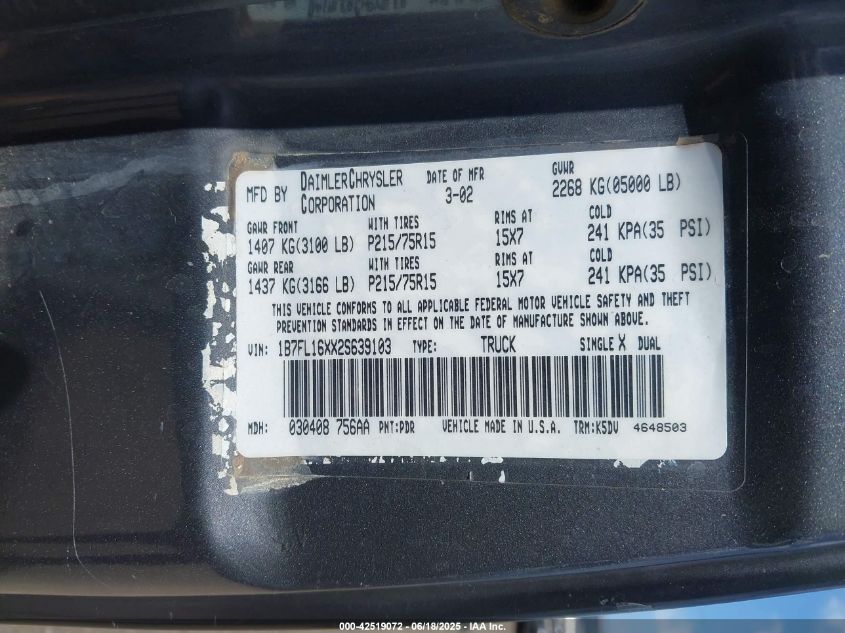 MFD BY DAIMLERCHRYSLER CORPORATION DATE OF MFR 3-02 GVWR 2268 KG(05000 LB)
GAWR FRONT WITH TIRES RIMS AT COLD
1407 KG(3100 LB) P215/75R15 15X7 241 KPA(35 PSI)
GAWR REAR WITH TIRES RIMS AT COLD
1437 KG(3166 LB) P215/75R15 15X7 241 KPA(35 PSI)
THIS VEHICLE CONFORMS TO ALL APPLICABLE FEDERAL MOTOR VEHICLE SAFETY AND THEFT
PREVENTION STANDARDS IN EFFECT ON THE DATE OF MANUFACTURE SHOWN ABOVE.
VIN: 1B7FL16XX2S639103 TYPE: TRUCK SINGLE X DUAL
MDH: 030408 756AA PNT:PDR VEHICLE MADE IN U.S.A. TRM:K5DV 4648503
000-42519072 - 06/18/2025 - IAA Inc.